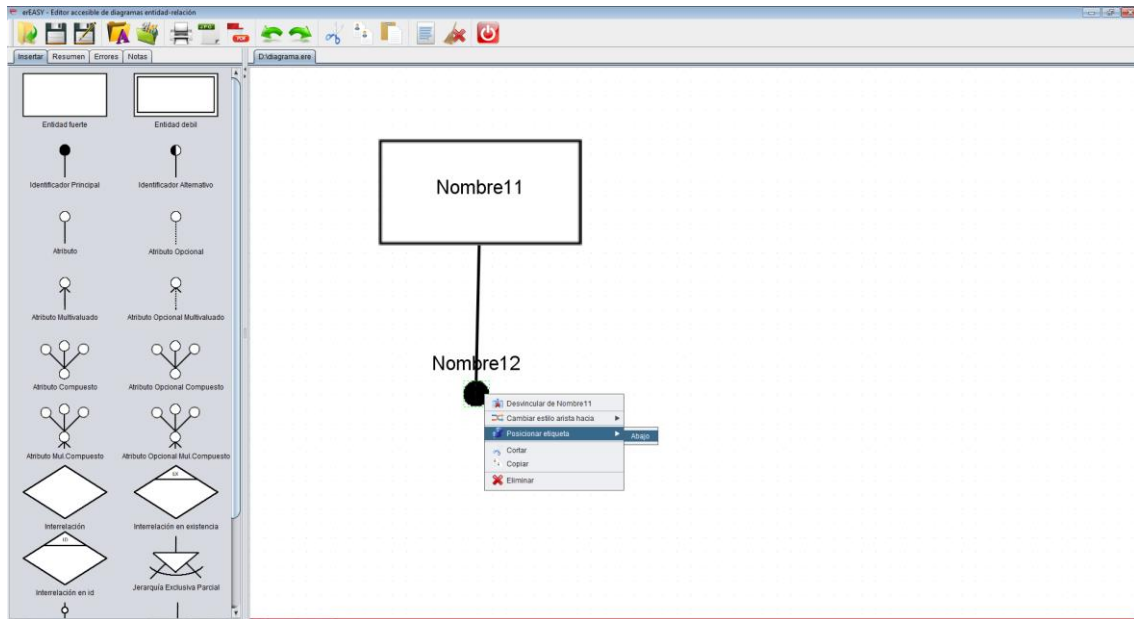 erEASY - Editor accesible de diagramas entidad-relación
Insertar Resumen Errores Notas
D:\diagrama.ere
Entidad fuerte Entidad debil
Identificador Principal Identificador Alternativo
Atributo Atributo Opcional
Atributo Multivaluado Atributo Opcional Multivaluado
Atributo Compuesto Atributo Opcional Compuesto
Atributo Mul.Compuesto Atributo Opcional Mul.Compuesto
Interrelación Interrelación en existencia
Interrelación en id Jerarquía Exclusiva Parcial
Nombre11
Nombre12
Desvincular de Nombre11
Cambiar estilo arista hacia
Posicionar etiqueta
Abajo
Cortar
Copiar
Eliminar